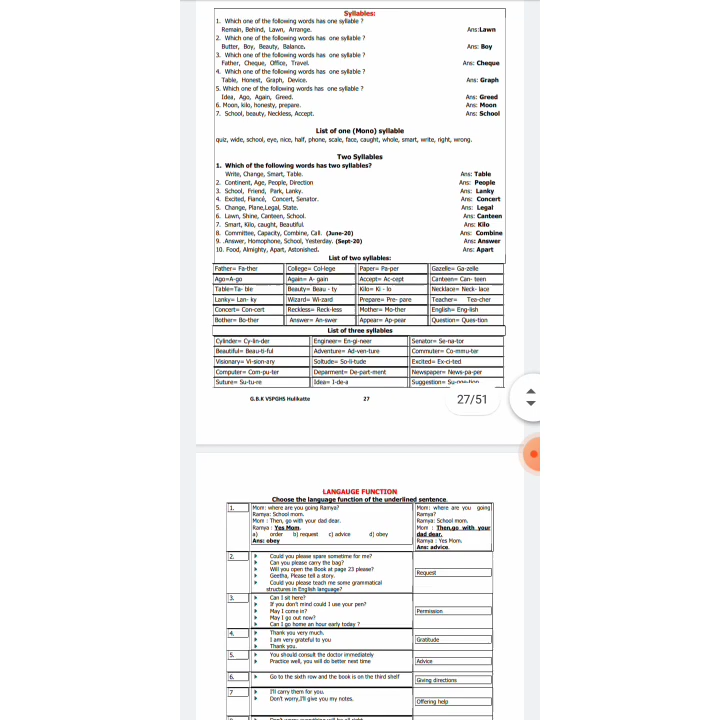 Syllables:
1. Which one of the following words has one syllable ?
Remain, Behind, Lawn, Arrange. Ans:Lawn
2. Which one of the following words has one syllable ?
Butter, Boy, Beauty, Balance. Ans: Boy
3. Which one of the following words has one syllable ?
Father, Cheque, Office, Travel. Ans: Cheque
4. Which one of the following words has one syllable ?
Table, Honest, Graph, Device. Ans: Graph
5. Which one of the following words has one syllable ?
Idea, Ago, Again, Greed. Ans: Greed
6. Moon, kilo, honesty, prepare. Ans: Moon
7. School, beauty, Neckless, Accept. Ans: School
List of one (Mono) syllable
quiz, wide, school, eye, nice, half, phone, scale, face, caught, whole, smart, write, right, wrong.
Two Syllables
1. Which of the following words has two syllables?
Write, Change, Smart, Table. Ans: Table
2. Continent, Age, People, Direction Ans: People
3. School, Friend, Park, Lanky. Ans: Lanky
4. Excited, Fiancé, Concert, Senator. Ans: Concert
5. Change, Plane,Legal, State. Ans: Legal
6. Lawn, Shine, Canteen, School. Ans: Canteen
7. Smart, Kilo, caught, Beautiful. Ans: Kilo
8. Committee, Capacity, Combine, Call. (June-20) Ans: Combine
9. Answer, Homophone, School, Yesterday. (Sept-20) Ans: Answer
10. Food, Almighty, Apart, Astonished. Ans: Apart
List of two syllables:
Father= Fa-ther College= Col-lege Paper= Pa-per Gazelle= Ga-zelle
Ago=A-go Again= A- gain Accept= Ac-cept Canteen= Can- teen
Table=Ta- ble Beauty= Beau - ty Kilo= Ki - lo Necklace= Neck- lace
Lanky= Lan- ky Wizard= Wi-zard Prepare= Pre- pare Teacher= Tea-cher
Concert= Con-cert Reckless= Reck-less Mother= Mo-ther English= Eng-lish
Bother= Bo-ther Answer= An-swer Appear= Ap-pear Question= Ques-tion
List of three syllables
Cylinder= Cy-lin-der Engineer= En-gi-neer Senator= Se-na-tor
Beautiful= Beau-ti-ful Adventure= Ad-ven-ture Commuter= Co-mmu-ter
Visionary= Vi-sion-ary Solitude= So-li-tude Excited= Ex-ci-ted
Computer= Com-pu-ter Deparment= De-part-ment Newspaper= News-pa-per
Suture= Su-tu-re Idea= I-de-a Suggestion=
G.B.K VSPGHS Hulikatte 27
27/51
LANGAUGE FUNCTION
Choose the language function of the underlined sentence.
1. Mom: where are you going Ramya?
Ramya: School mom.
Mom : Then, go with your dad dear.
Ramya : Yes Mom.
a) order b) request c) advice d) obey
Ans: obey
Mom: where are you going
Ramya?
Ramya: School mom.
Mom : Then,go with your
dad dear.
Ramya : Yes Mom.
Ans: advice.
2. Could you please spare sometime for me?
Can you please carry the bag?
Will you open the Book at page 23 please?
Geetha, Please tell a story.
Could you please teach me some grammatical
structures in English language?
Request
3. Can I sit here?
If you don't mind could I use your pen?
May I come in?
May I go out now?
Can I go home an hour early today ?
Permission
4. Thank you very much.
I am very grateful to you
Thank you.
Gratitude
5. You should consult the doctor immediately
Practice well, you will do better next time
Advice
6. Go to the sixth row and the book is on the third shelf
Giving directions
7 I'll carry them for you.
Don't worry,I'll give you my notes.
Offering help